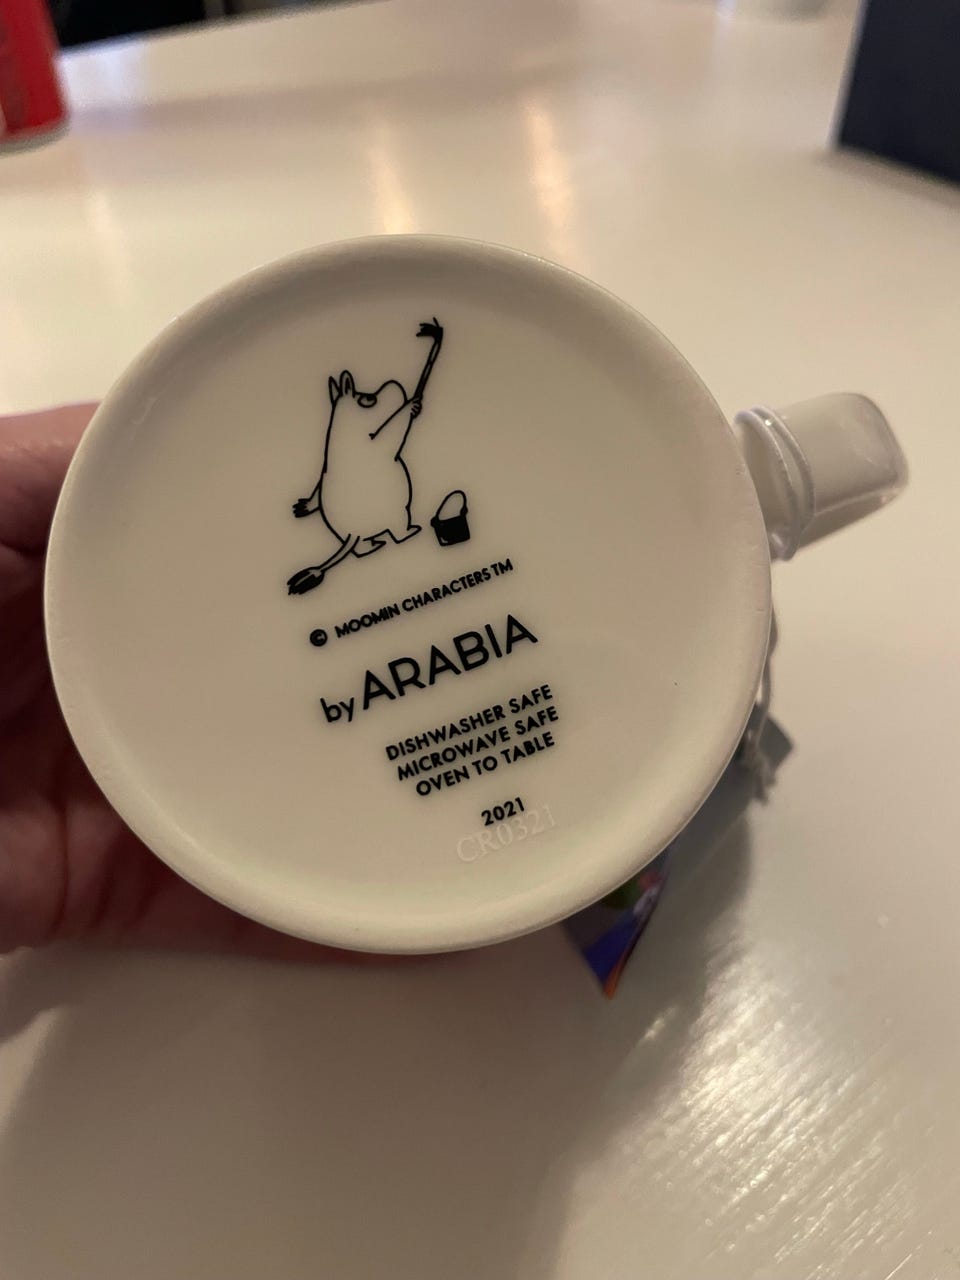 © MOOMIN CHARACTERS TM
by ARABIA
DISHWASHER SAFE
MICROWAVE SAFE
OVEN TO TABLE
2021
CR0321